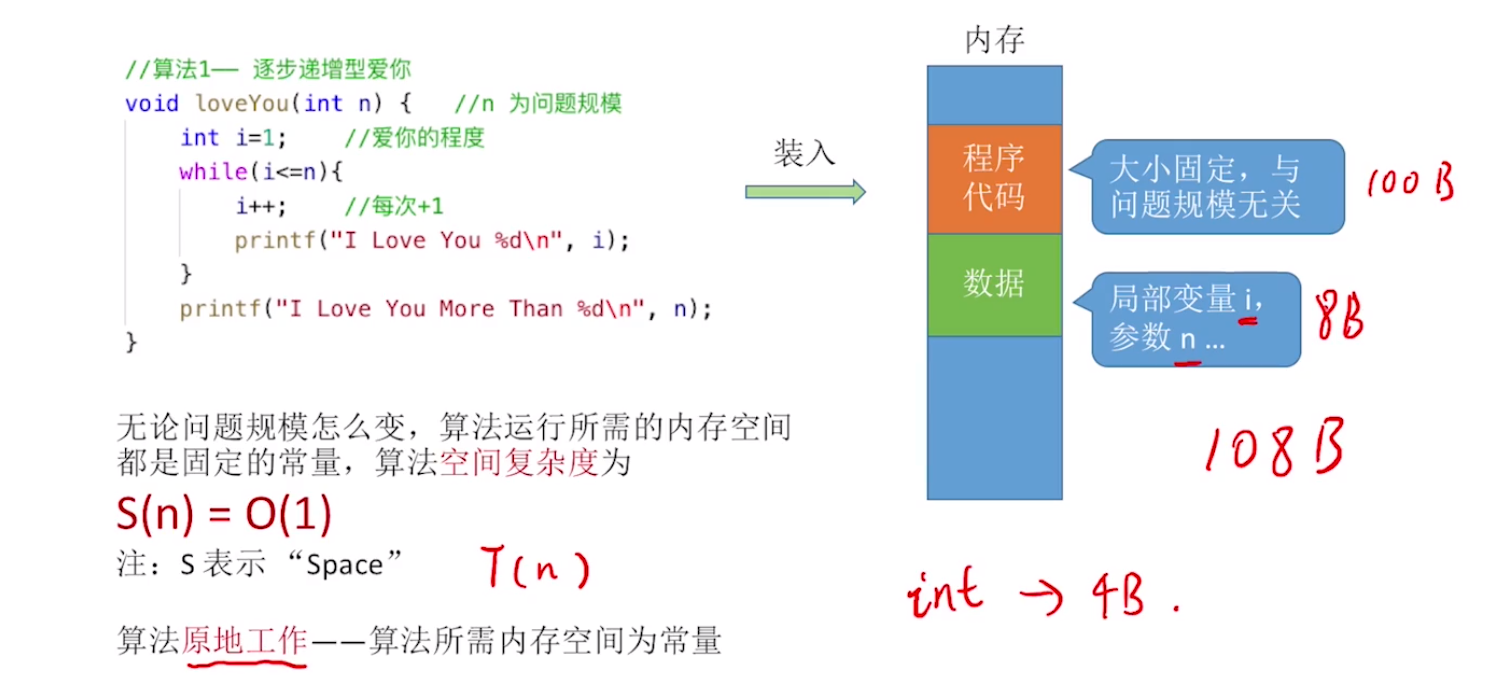 //算法1—— 逐步递增型爱你
void loveYou(int n) {   //n 为问题规模
    int i=1;    //爱你的程度
    while(i<=n){
        i++;    //每次+1
        printf("I Love You %d\n", i);
    }
    printf("I Love You More Than %d\n", n);
}
装入
内存
程序
代码
数据
大小固定，与
问题规模无关
100B
局部变量 i，
参数 n …
8B
108B
无论问题规模怎么变，算法运行所需的内存空间
都是固定的常量，算法空间复杂度为
S(n) = O(1)
注：S 表示 “Space”
T(n)
int → 4B .
算法原地工作——算法所需内存空间为常量